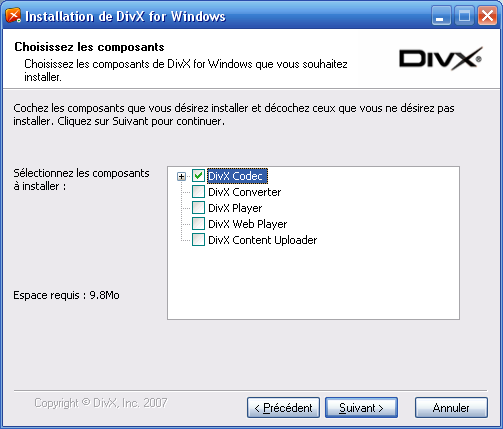 Installation de DivX for Windows
Choisissez les composants
Choisissez les composants de DivX for Windows que vous souhaitez
installer.
DIVX®
Cochez les composants que vous désirez installer et décochez ceux que vous ne désirez pas
installer. Cliquez sur Suivant pour continuer.
Sélectionnez les composants
à installer :
DivX Codec
DivX Converter
DivX Player
DivX Web Player
DivX Content Uploader
Espace requis : 9.8Mo
Copyright © DivX, Inc. 2007
< Précédent
Suivant >
Annuler